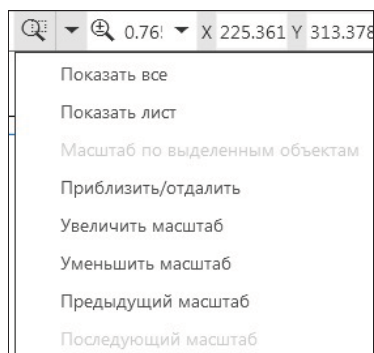 0.765 X 225.361 Y 313.378
Показать все
Показать лист
Масштаб по выделенным объектам
Приблизить/отдалить
Увеличить масштаб
Уменьшить масштаб
Предыдущий масштаб
Последующий масштаб